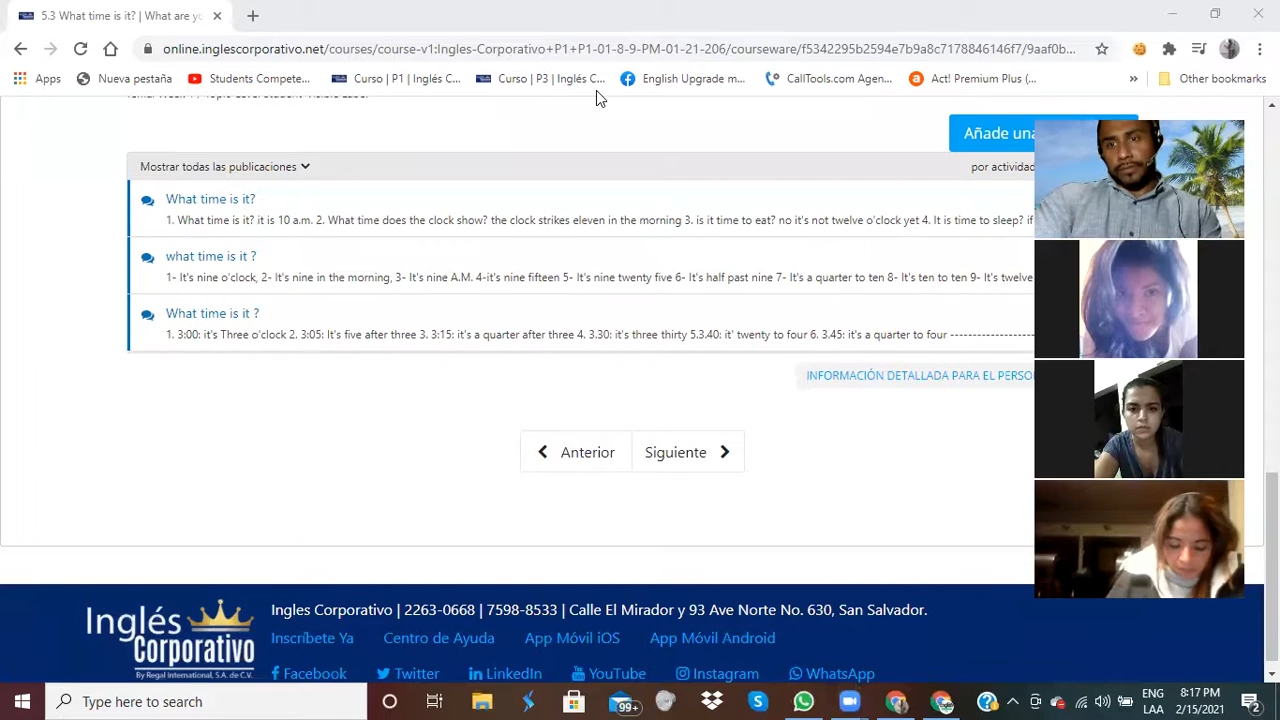 5.3 What time is it? | What are yo
online.inglescorporativo.net/courses/course-v1:Ingles-Corporativo+P1+P1-01-8-9-PM-01-21-206/courseware/f5342295b2594e7b9a8c7178846146f7/9aaf0b...
Apps Nueva pestaña Students Compete... Curso | P1 | Inglés C... Curso | P3 | Inglés C... English Upgrade m... CallTools.com Agen... Act! Premium Plus (... » Other bookmarks
Añade una
Mostrar todas las publicaciones por actividad
What time is it?
1. What time is it? it is 10 a.m. 2. What time does the clock show? the clock strikes eleven in the morning 3. is it time to eat? no it's not twelve o'clock yet 4. It is time to sleep? if
what time is it ?
1- It's nine o'clock, 2- It's nine in the morning, 3- It's nine A.M. 4-it's nine fifteen 5- It's nine twenty five 6- It's half past nine 7- It's a quarter to ten 8- It's ten to ten 9- It's twelve
What time is it ?
1. 3:00: it's Three o'clock 2. 3:05: It's five after three 3. 3:15: it's a quarter after three 4. 3.30: it's three thirty 5.3.40: it' twenty to four 6. 3.45: it's a quarter to four -----------------
INFORMACIÓN DETALLADA PARA EL PERSO
Anterior Siguiente
Inglés
Corporativo
By Regal International, S.A. de C.V.
Ingles Corporativo | 2263-0668 | 7598-8533 | Calle El Mirador y 93 Ave Norte No. 630, San Salvador.
Inscríbete Ya Centro de Ayuda App Móvil iOS App Móvil Android
Facebook Twitter LinkedIn YouTube Instagram WhatsApp
Type here to search
99+
ENG
LAA
8:17 PM
2/15/2021
2